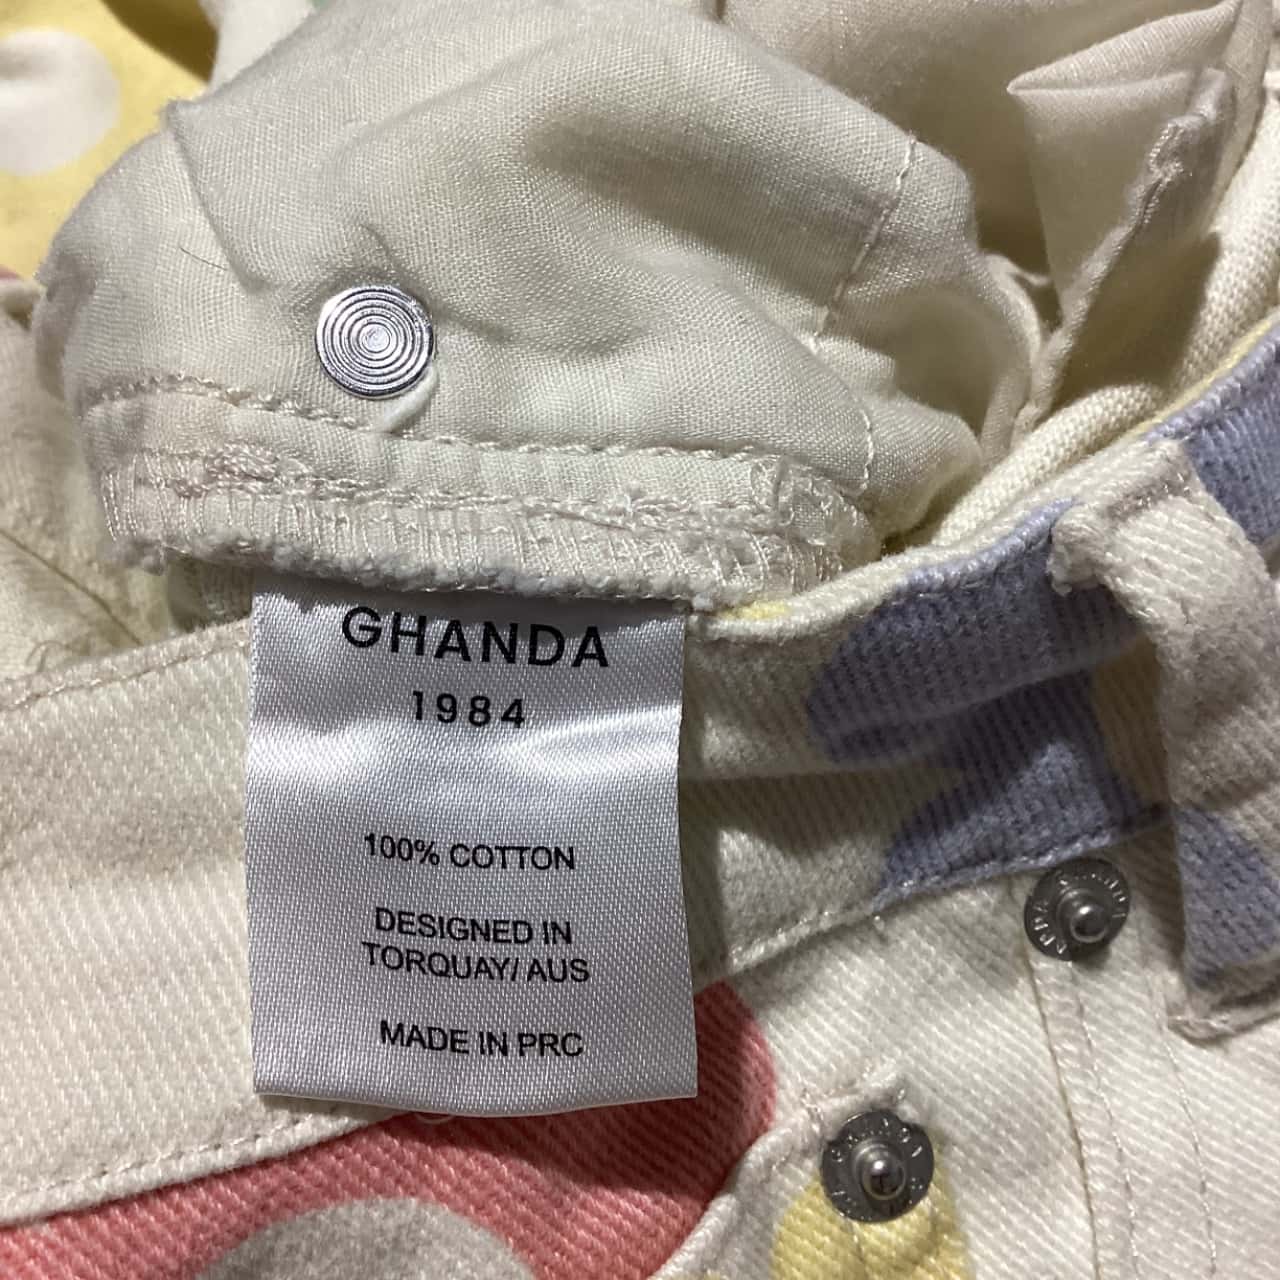 GHANDA
1984
100% COTTON
DESIGNED IN
TORQUAY/ AUS
MADE IN PRC